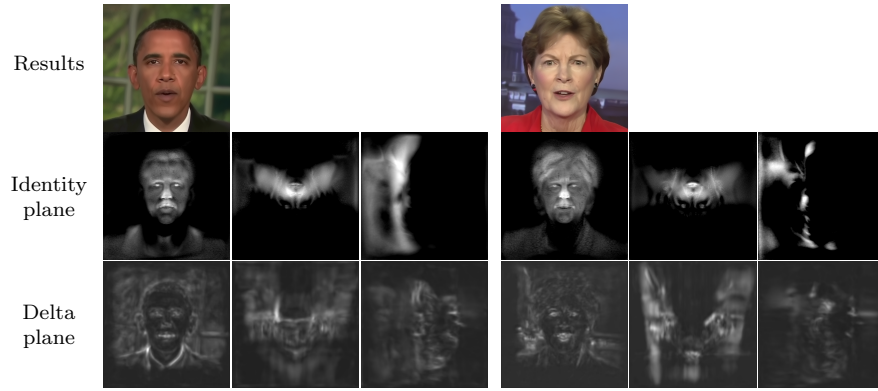 Results
Identity
plane
Delta
plane